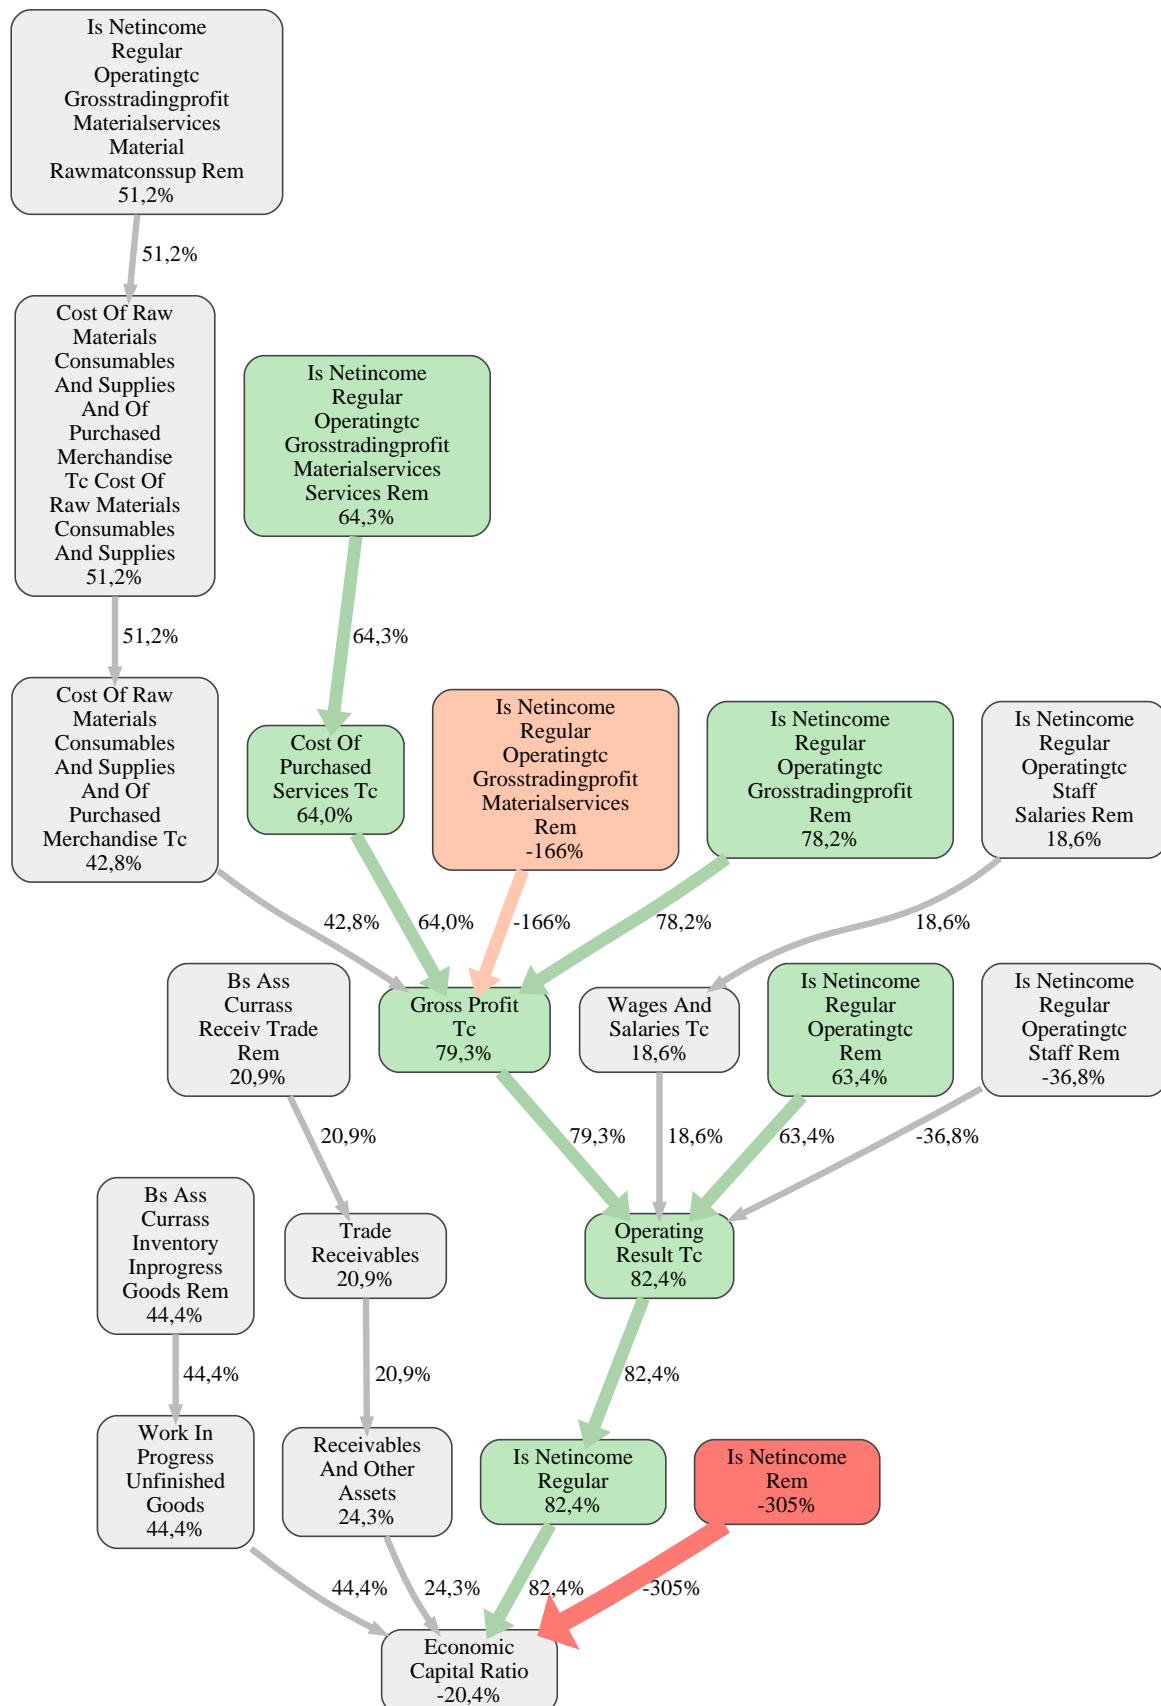 Is Netincome
Regular
Operatingtc
Grosstradingprofit
Materialservices
Material
Rawmatconssup Rem
51,2%
51,2%
Cost Of Raw
Materials
Consumables
And Supplies
And Of
Purchased
Merchandise
Tc Cost Of
Raw Materials
Consumables
And Supplies
51,2%
Is Netincome
Regular
Operatingtc
Grosstradingprofit
Materialservices
Services Rem
64,3%
51,2%
64,3%
Cost Of Raw
Materials
Consumables
And Supplies
And Of
Purchased
Merchandise Tc
42,8%
Cost Of
Purchased
Services Tc
64,0%
Is Netincome
Regular
Operatingtc
Grosstradingprofit
Materialservices
Rem
-166%
Is Netincome
Regular
Operatingtc
Grosstradingprofit
Rem
78,2%
Is Netincome
Regular
Operatingtc
Staff
Salaries Rem
18,6%
42,8%
64,0%
-166%
78,2%
18,6%
Bs Ass
Currass
Receiv Trade
Rem
20,9%
Gross Profit
Tc
79,3%
Wages And
Salaries Tc
18,6%
Is Netincome
Regular
Operatingtc
Rem
63,4%
Is Netincome
Regular
Operatingtc
Staff Rem
-36,8%
20,9%
79,3%
18,6%
63,4%
-36,8%
Bs Ass
Currass
Inventory
Inprogress
Goods Rem
44,4%
Trade
Receivables
20,9%
Operating
Result Tc
82,4%
44,4%
20,9%
82,4%
Work In
Progress
Unfinished
Goods
44,4%
Receivables
And Other
Assets
24,3%
Is Netincome
Regular
82,4%
Is Netincome
Rem
-305%
44,4%
24,3%
82,4%
-305%
Economic
Capital Ratio
-20,4%